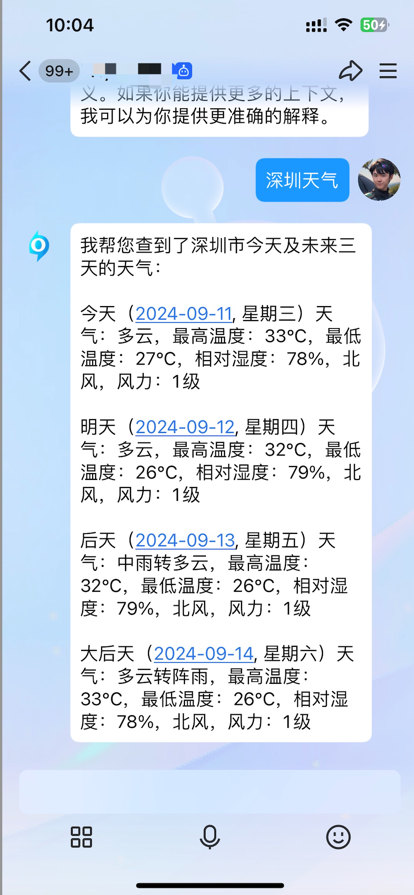 10:04
50
99+
义。如果你能提供更多的上下文，
我可以为你提供更准确的解释。
深圳天气
我帮您查到了深圳市今天及未来三
天的天气：
今天（2024-09-11, 星期三）天
气：多云，最高温度：33℃，最低
温度：27℃，相对湿度：78%，北
风，风力：1级
明天（2024-09-12, 星期四）天
气：多云，最高温度：32℃，最低
温度：26℃，相对湿度：79%，北
风，风力：1级
后天（2024-09-13, 星期五）天
气：中雨转多云，最高温度：
32℃，最低温度：26℃，相对湿
度：79%，北风，风力：1级
大后天（2024-09-14, 星期六）天
气：多云转阵雨，最高温度：
33℃，最低温度：26℃，相对湿
度：78%，北风，风力：1级